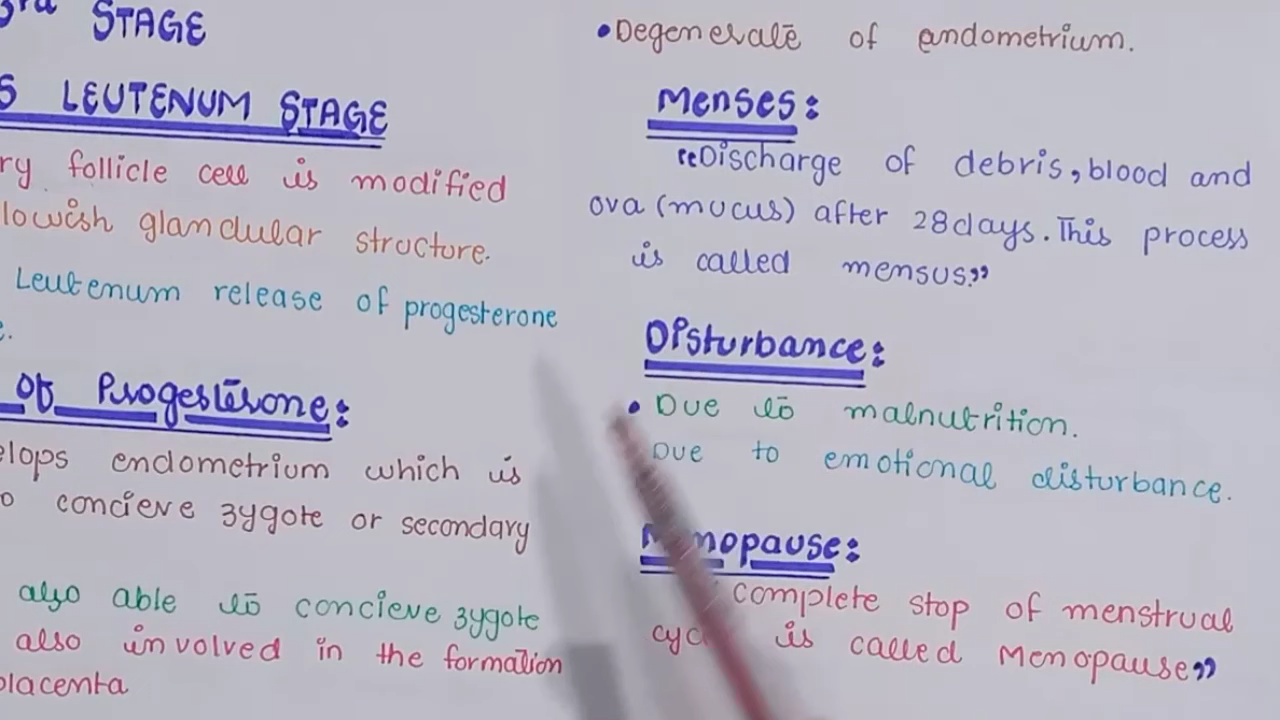 3rd STAGE
S LEUTENUM STAGE
ry follicle cell is modified
lowish glandular structure.
Leutenum release of progesterone
e.
of Progesterone:
elops endometrium which is
o concieve zygote or secondary
also able to concieve zygote
also involved in the formation
placenta
•Degenerate of endometrium.
Menses:
"Discharge of debris, blood and
ova (mucus) after 28days. This process
is called mensus."
Disturbance:
• Due to malnutrition.
Due to emotional disturbance.
Menopause:
complete stop of menstrual
is called Menopause"